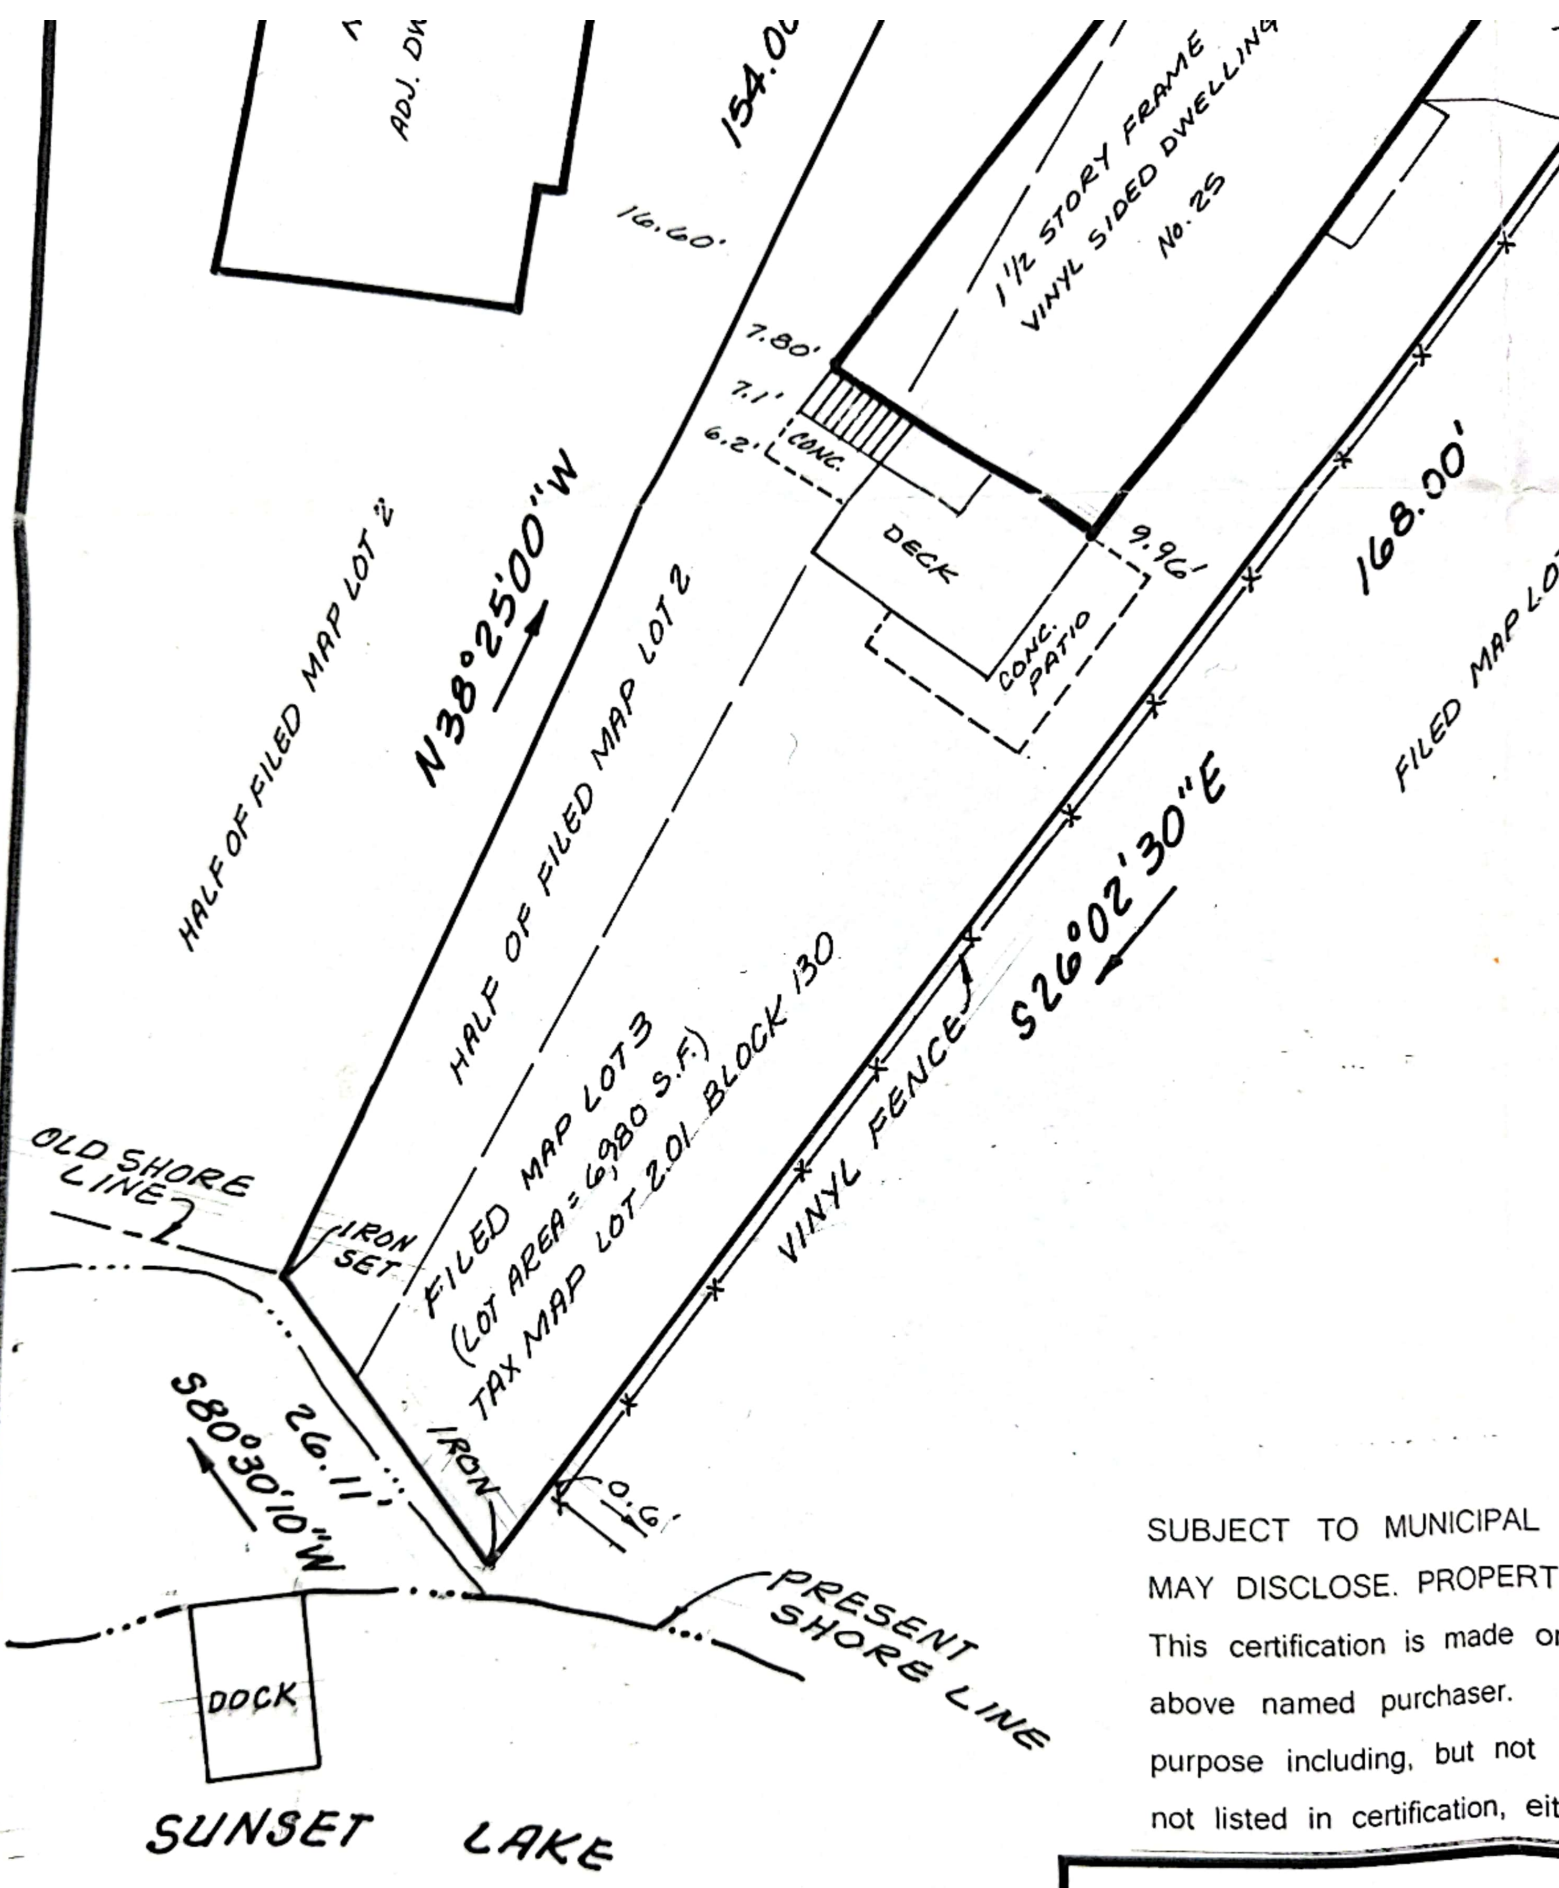 ADJ. DW
154.00
16.60'
1 1/2 STORY FRAME
VINYL SIDED DWELLING
No. 25
7.80'
7.1'
6.2'
CONC.
DECK
9.96'
CONC.
PATIO
168.00'
FILED MAP LO
HALF OF FILED MAP LOT 2
N38°25'00"W
HALF OF FILED MAP LOT 2
S26°02'30"E
VINYL FENCE
FILED MAP LOT 3
(LOT AREA = 6,980 S.F.)
TAX MAP LOT 2.01 BLOCK 130
OLD SHORE
LINE
IRON
SET
S80°30'10"W
26.11'
IRON
0.6'
PRESENT
SHORE LINE
DOCK
SUNSET LAKE
SUBJECT TO MUNICIPAL
MAY DISCLOSE. PROPERT
This certification is made or
above named purchaser.
purpose including, but not
not listed in certification, eit